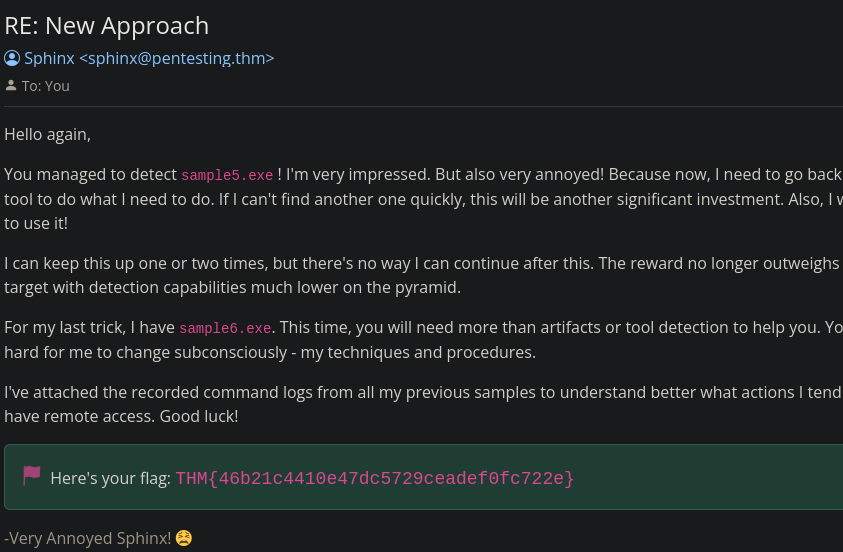 RE: New Approach
Sphinx <sphinx@pentesting.thm>
To: You
Hello again,
You managed to detect sample5.exe ! I'm very impressed. But also very annoyed! Because now, I need to go back
tool to do what I need to do. If I can't find another one quickly, this will be another significant investment. Also, I
to use it!
I can keep this up one or two times, but there's no way I can continue after this. The reward no longer outweighs
target with detection capabilities much lower on the pyramid.
For my last trick, I have sample6.exe. This time, you will need more than artifacts or tool detection to help you.
hard for me to change subconsciously - my techniques and procedures.
I've attached the recorded command logs from all my previous samples to understand better what actions I tend
have remote access. Good luck!
Here's your flag: THM{46b21c4410e47dc5729ceadef0fc722e}
-Very Annoyed Sphinx! 😫